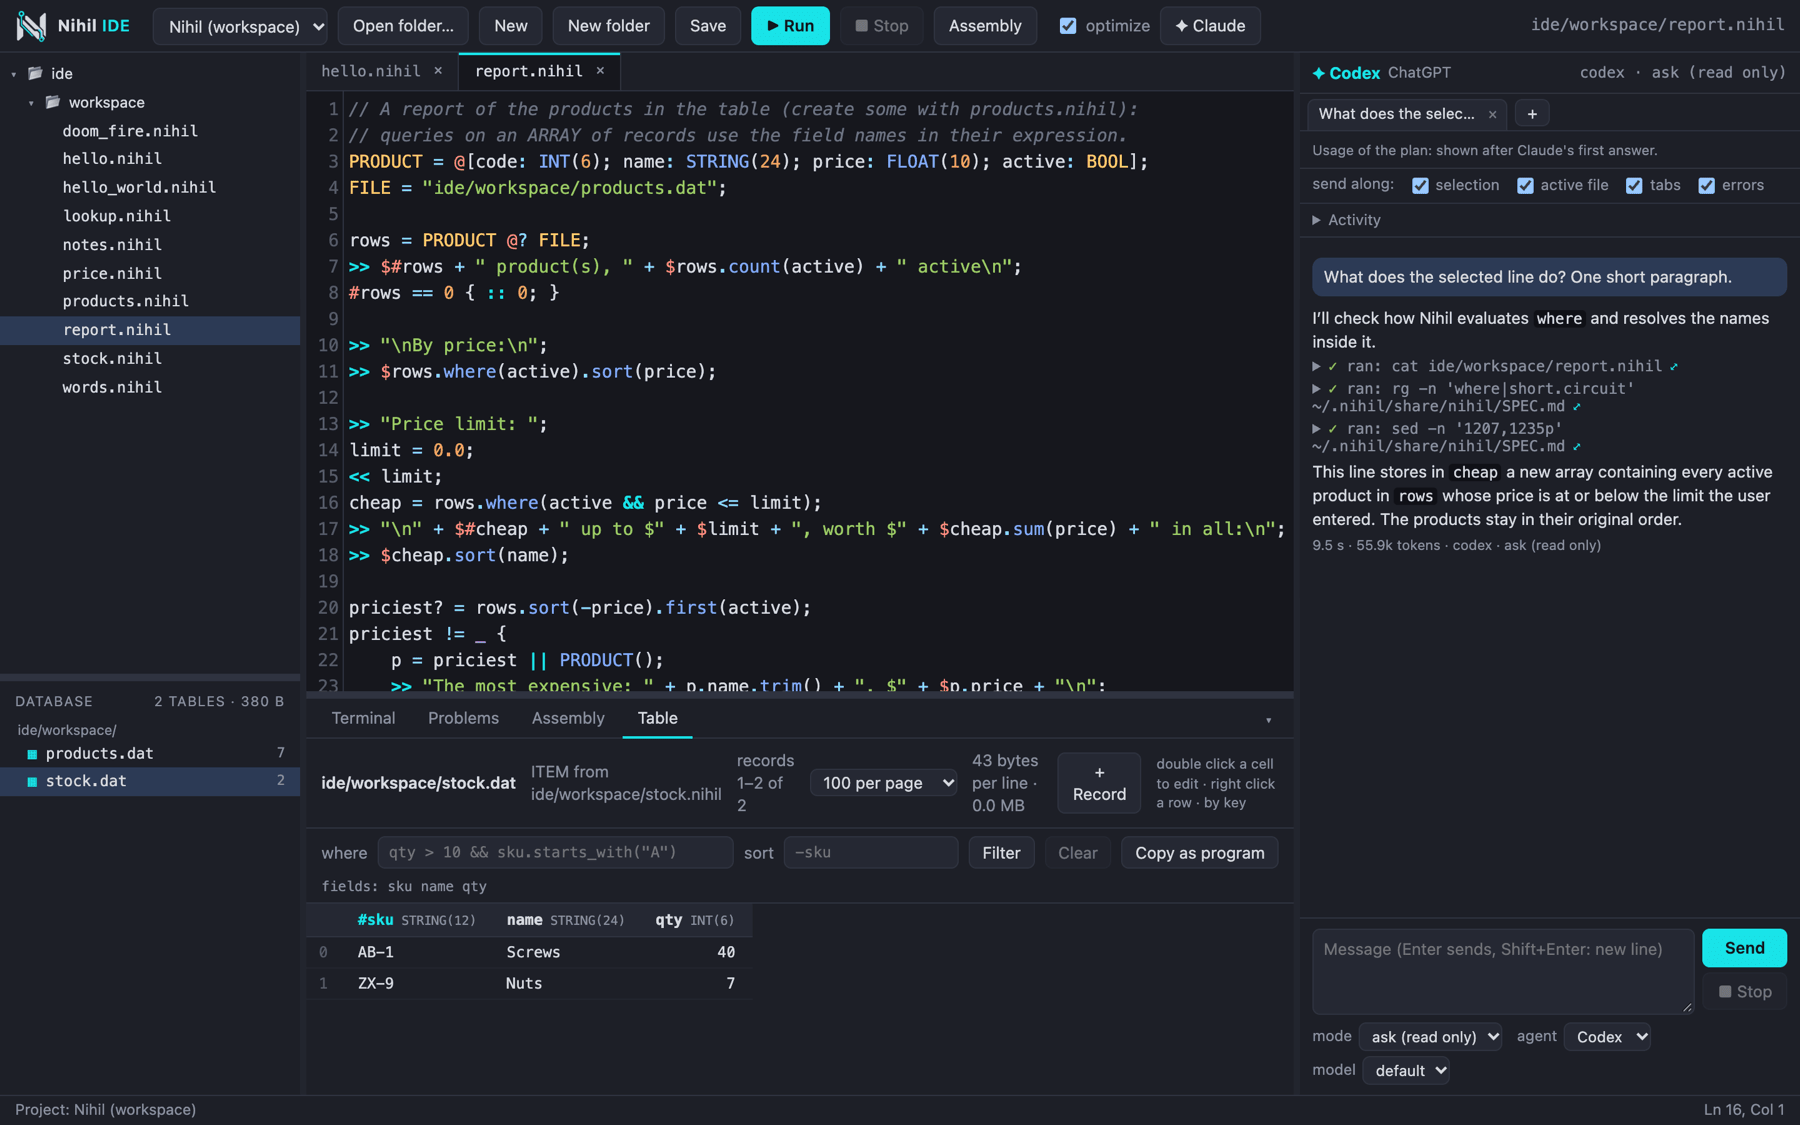 Nihil IDE
Nihil (workspace)
Open folder...
New
New folder
Save
Run
Stop
Assembly
optimize
✦ Claude
ide/workspace/report.nihil
ide
workspace
doom_fire.nihil
hello.nihil
hello_world.nihil
lookup.nihil
notes.nihil
price.nihil
products.nihil
report.nihil
stock.nihil
words.nihil
DATABASE
2 TABLES · 380 B
ide/workspace/
products.dat 7
stock.dat 2
hello.nihil ×
report.nihil ×
1 // A report of the products in the table (create some with products.nihil):
2 // queries on an ARRAY of records use the field names in their expression.
3 PRODUCT = @[code: INT(6); name: STRING(24); price: FLOAT(10); active: BOOL];
4 FILE = "ide/workspace/products.dat";
5
6 rows = PRODUCT @? FILE;
7 >> $#rows + " product(s), " + $rows.count(active) + " active\n";
8 #rows == 0 { :: 0; }
9
10 >> "\nBy price:\n";
11 >> $rows.where(active).sort(price);
12
13 >> "Price limit: ";
14 limit = 0.0;
15 << limit;
16 cheap = rows.where(active && price <= limit);
17 >> "\n" + $#cheap + " up to $" + $limit + ", worth $" + $cheap.sum(price) + " in all:\n";
18 >> $cheap.sort(name);
19
20 priciest? = rows.sort(-price).first(active);
21 priciest != _ {
22 p = priciest || PRODUCT();
23 >> "The most expensive: " + p.name.trim() + ", $" + $p.price + "\n";
Terminal
Problems
Assembly
Table
ide/workspace/stock.dat
ITEM from
ide/workspace/stock.nihil
records
1–2 of
2
100 per page
43 bytes
per line ·
0.0 MB
+
Record
double click a cell
to edit · right click
a row · by key
where
qty > 10 && sku.starts_with("A")
sort
-sku
Filter
Clear
Copy as program
fields: sku name qty
#sku STRING(12) name STRING(24) qty INT(6)
0 AB-1 Screws 40
1 ZX-9 Nuts 7
✦ Codex ChatGPT
codex · ask (read only)
What does the selec... ×
+
Usage of the plan: shown after Claude's first answer.
send along: selection active file tabs errors
Activity
What does the selected line do? One short paragraph.
I’ll check how Nihil evaluates where and resolves the names
inside it.
✓ ran: cat ide/workspace/report.nihil
✓ ran: rg -n 'where|short.circuit'
~/.nihil/share/nihil/SPEC.md
✓ ran: sed -n '1207,1235p'
~/.nihil/share/nihil/SPEC.md
This line stores in cheap a new array containing every active
product in rows whose price is at or below the limit the user
entered. The products stay in their original order.
9.5 s · 55.9k tokens · codex · ask (read only)
Message (Enter sends, Shift+Enter: new line)
Send
Stop
mode ask (read only) agent Codex
model default
Project: Nihil (workspace)
Ln 16, Col 1